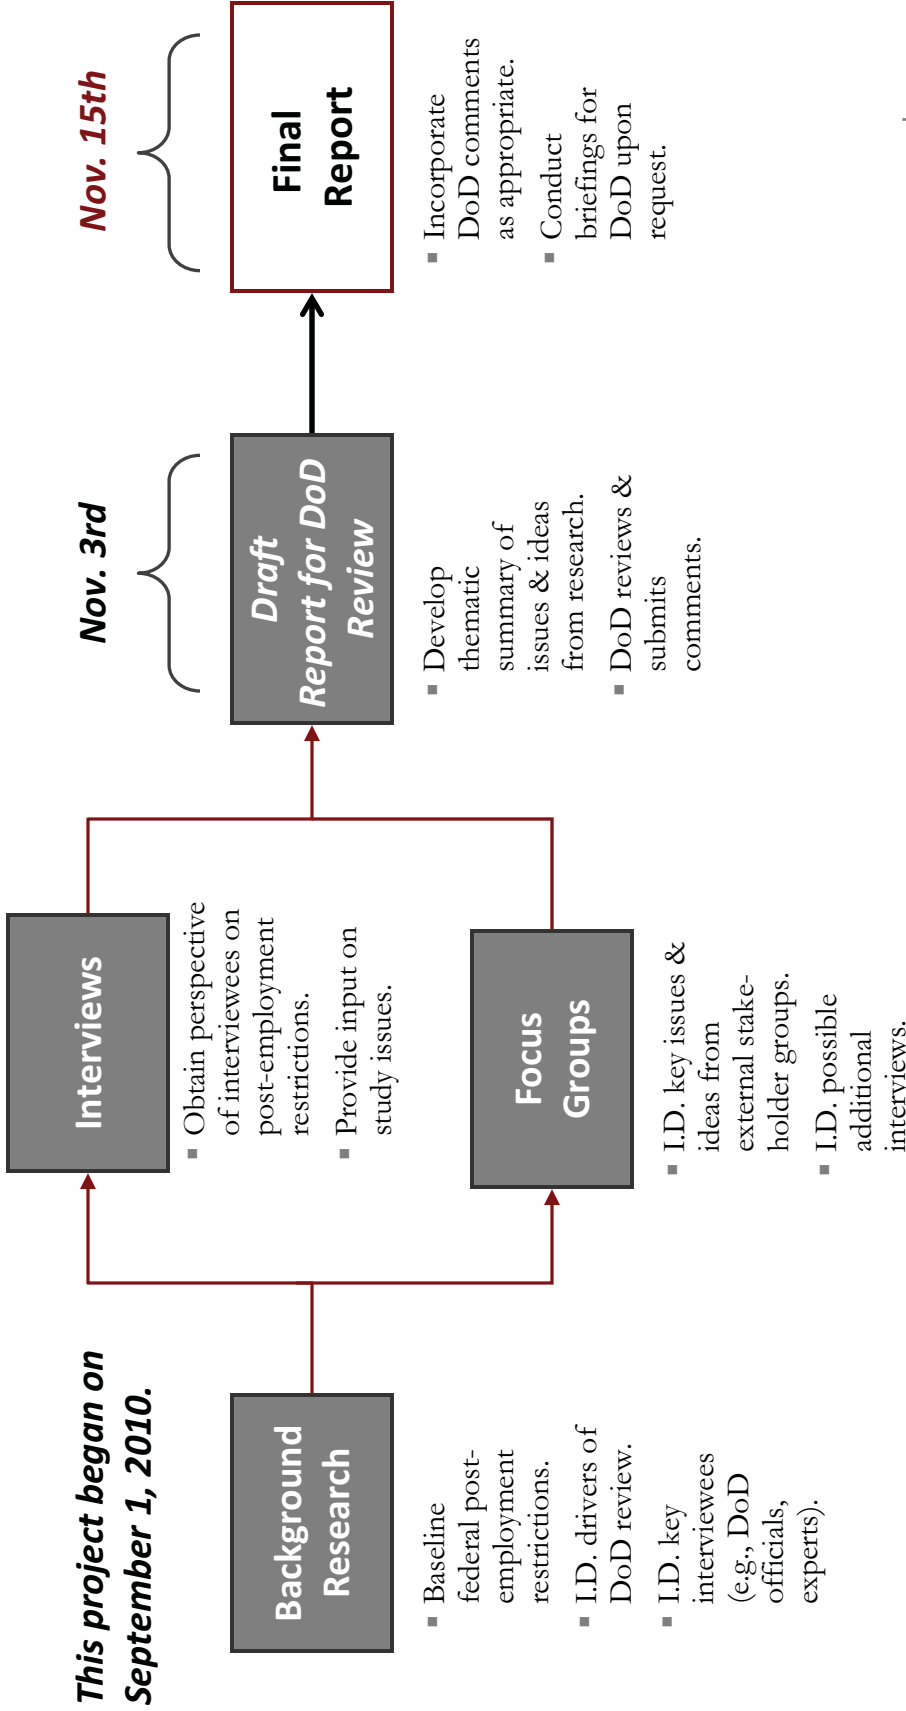 This project began on
September 1, 2010.
Background
Research
▪ Baseline
federal post-
employment
restrictions.
▪ I.D. drivers of
DoD review.
▪ I.D. key
interviewees
(e.g., DoD
officials,
experts).
Interviews
▪ Obtain perspective
of interviewees on
post-employment
restrictions.
▪ Provide input on
study issues.
Focus
Groups
▪ I.D. key issues &
ideas from
external stake-
holder groups.
▪ I.D. possible
additional
interviews.
Nov. 3rd
Draft
Report for DoD
Review
▪ Develop
thematic
summary of
issues & ideas
from research.
▪ DoD reviews &
submits
comments.
Nov. 15th
Final
Report
▪ Incorporate
DoD comments
as appropriate.
▪ Conduct
briefings for
DoD upon
request.